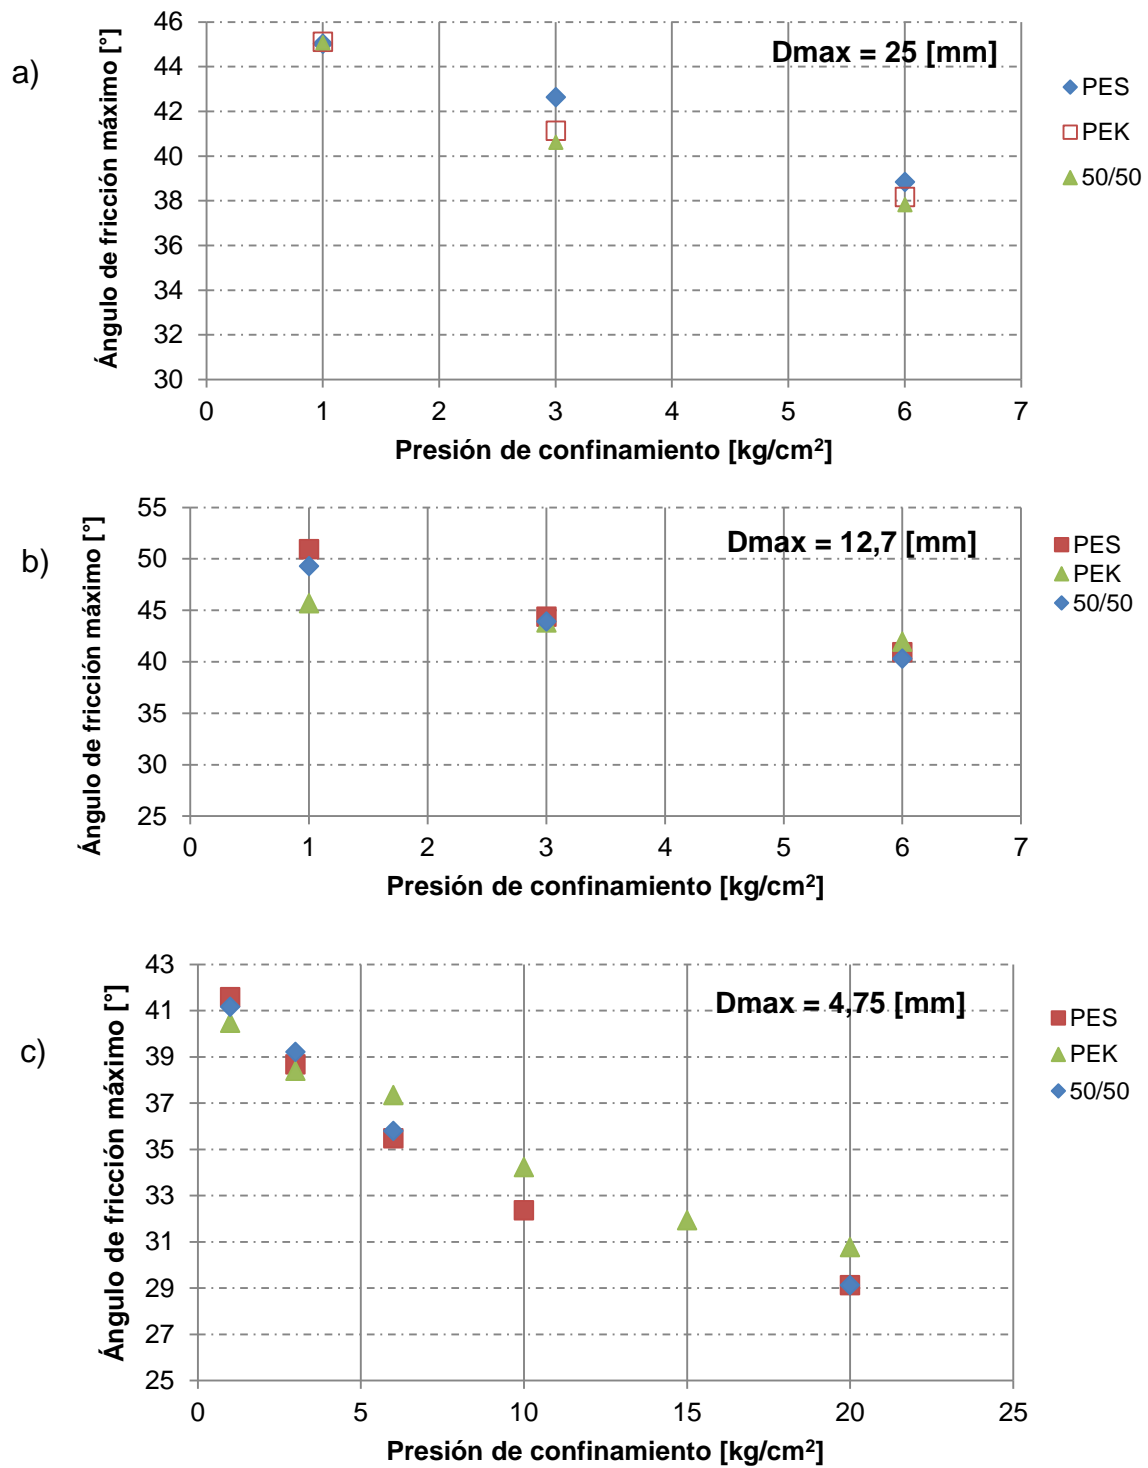 a)
Dmax = 25 [mm]
Ángulo de fricción máximo [°]
46
44
42
40
38
36
34
32
30
0 1 2 3 4 5 6 7
Presión de confinamiento [kg/cm²]
PES
PEK
50/50
b)
Dmax = 12,7 [mm]
Ángulo de fricción máximo [°]
55
50
45
40
35
30
25
0 1 2 3 4 5 6 7
Presión de confinamiento [kg/cm²]
PES
PEK
50/50
c)
Dmax = 4,75 [mm]
Ángulo de fricción máximo [°]
43
41
39
37
35
33
31
29
27
25
0 5 10 15 20 25
Presión de confinamiento [kg/cm²]
PES
PEK
50/50